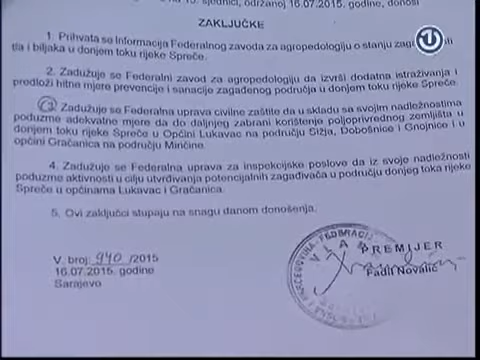 sjednici, održanoj 16.07.2015. godine, donosi
ZAKLJUČKE
1. Prihvata se Informacija Federalnog zavoda za agropedologiju o stanju
tla i biljaka u donjem toku rijeke Spreče.
2. Zadužuje se Federalni zavod za agropedologiju da izvrši dodatna istraživanja i
predloži hitne mjere prevencije i sanacije zagađenog područja u donjem toku rijeke Spreče.
3. Zadužuje se Federalna uprava civilne zaštite da u skladu sa svojim nadležnostima
poduzme adekvatne mjere da do daljnjeg zabrani korištenje poljoprivrednog zemljišta u
donjem toku rijeke Spreče u Općini Lukavac na području Sižja, Dobošnice i Gnojnice i u
općini Gračanica na području Miričine.
4. Zadužuje se Federalna uprava za inspekcijske poslove da iz svoje nadležnosti
poduzme aktivnosti u cilju utvrđivanja potencijalnih zagađivača u području donjeg toka rijeke
Spreče u općinama Lukavac i Gračanica.
5. Ovi zaključci stupaju na snagu danom donošenja.
V. broj: 940 /2015
16.07.2015. godine
Sarajevo
PREMIJER
Fadil Novalić
VLADA
1